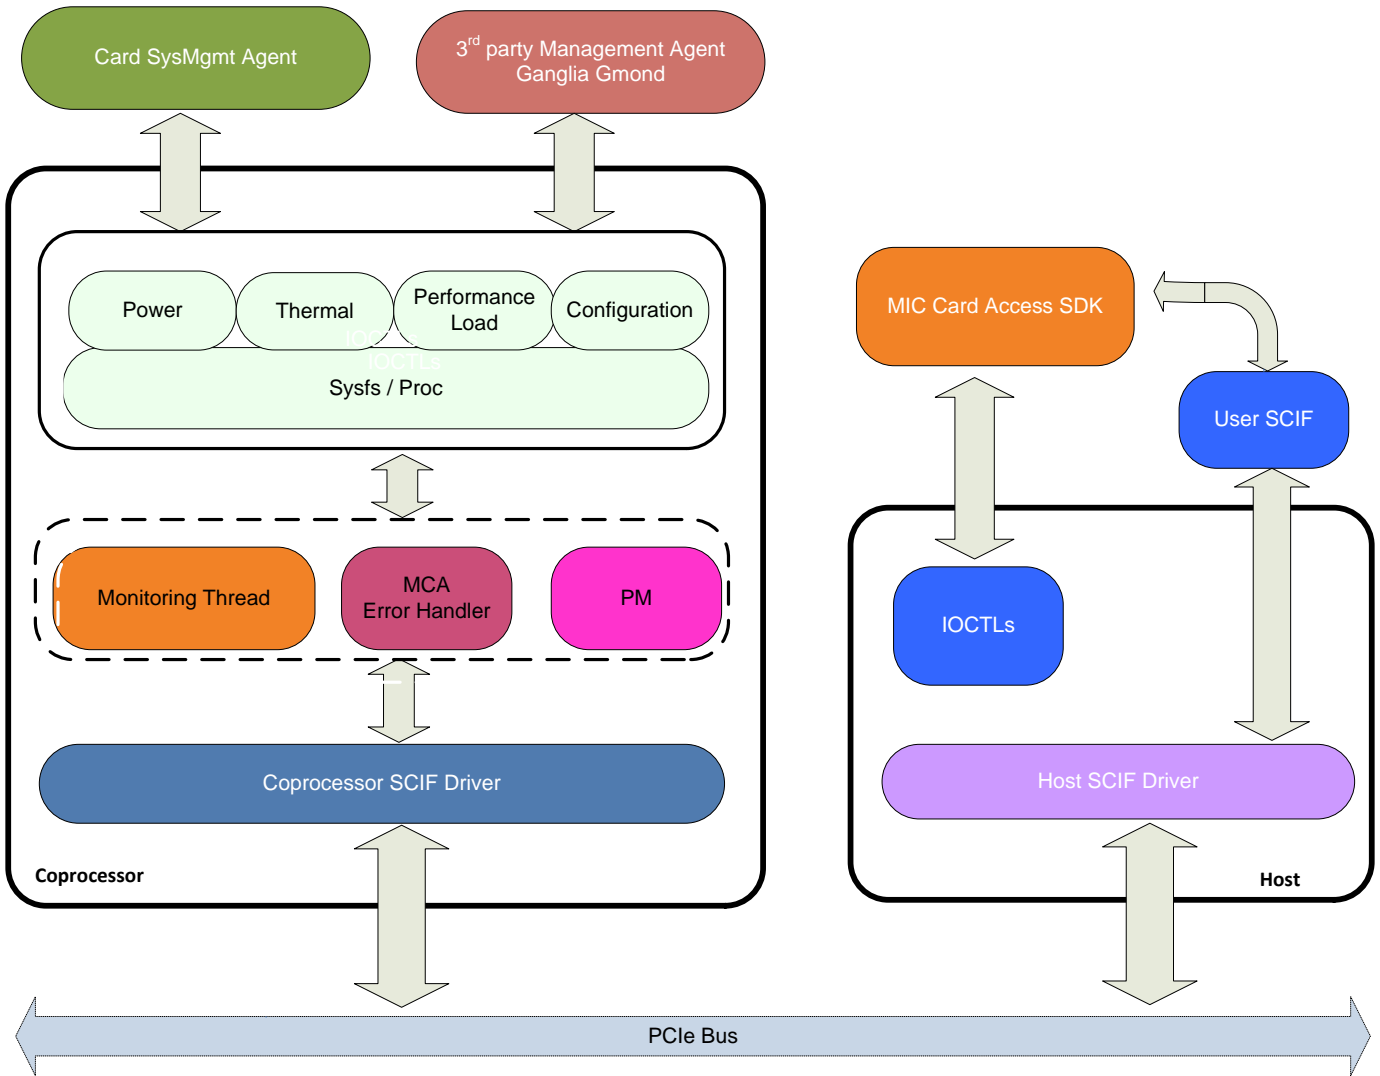 Card SysMgmt Agent
3rd party Management Agent
Ganglia Gmond
Power
Thermal
Performance
Load
Configuration
IOCTLs
IOCTLs
Sysfs / Proc
Monitoring Thread
MCA
Error Handler
PM
Coprocessor SCIF Driver
Coprocessor
MIC Card Access SDK
User SCIF
IOCTLs
Host SCIF Driver
Host
PCIe Bus